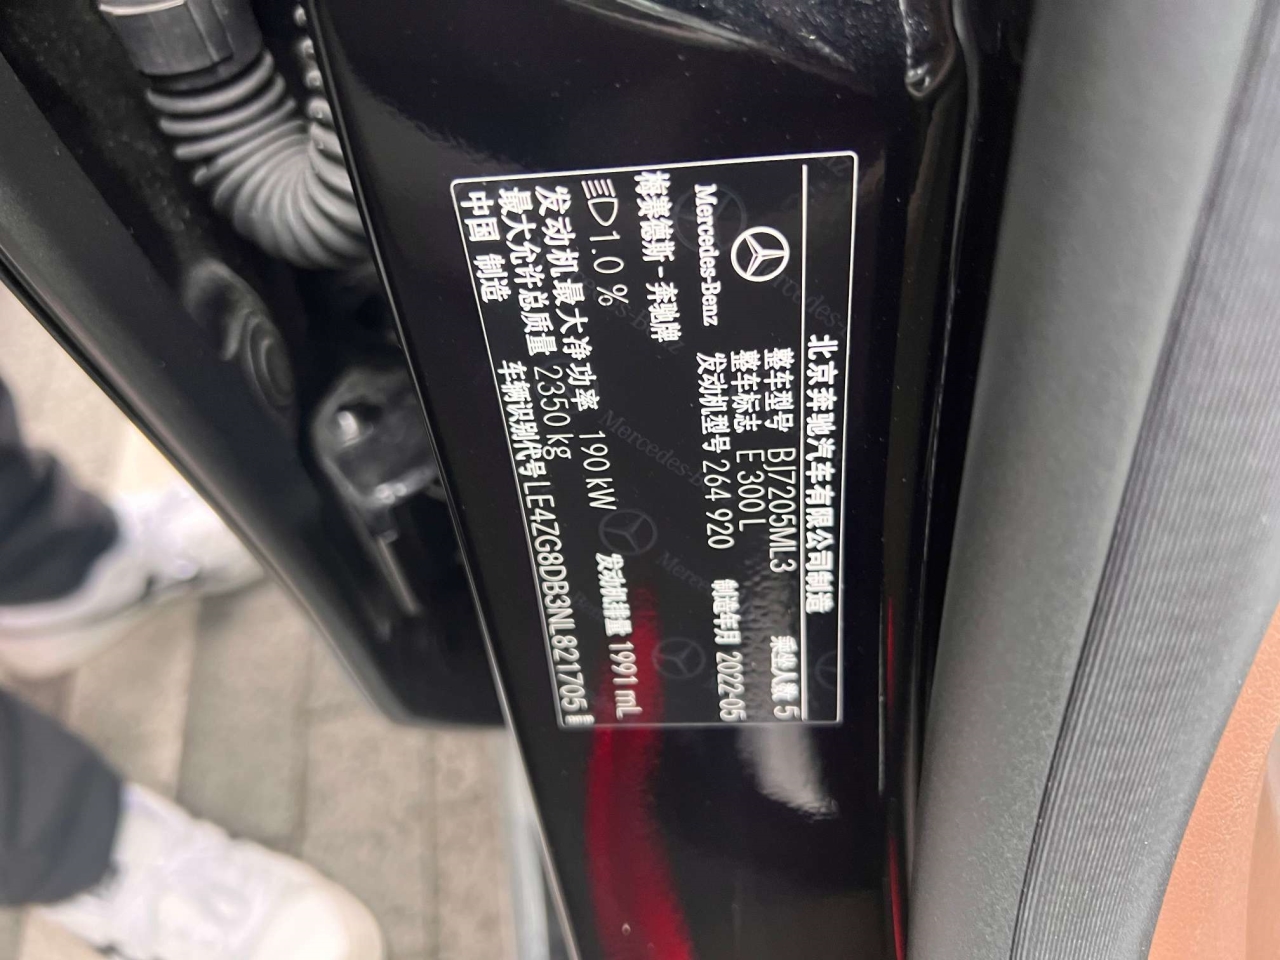 北京奔驰汽车有限公司制造
Mercedes-Benz
整车型号 BJ7205ML3 乘坐人数 5
整车标志 E 300 L
发动机型号 264 920 制造年月 2022-05
梅赛德斯-奔驰牌
1.0 %
发动机最大净功率 190 kW 发动机排量 1991 mL
最大允许总质量 2350 kg
中国 制造 车辆识别代号 LE4ZG8DB3NL821705